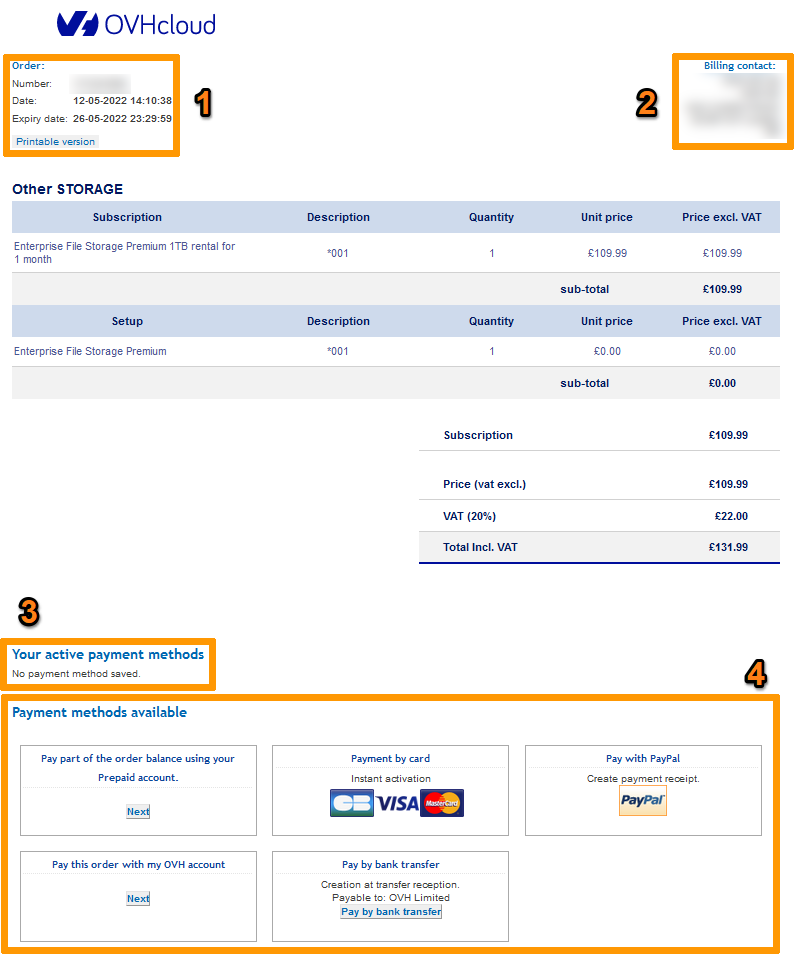 OVHcloud
Order:
Number:
Date: 12-05-2022 14:10:38
Expiry date: 26-05-2022 23:29:59
Printable version
1
2
Billing contact:
Other STORAGE
Subscription Description Quantity Unit price Price excl. VAT
Enterprise File Storage Premium 1TB rental for
1 month *001 1 £109.99 £109.99
sub-total £109.99
Setup Description Quantity Unit price Price excl. VAT
Enterprise File Storage Premium *001 1 £0.00 £0.00
sub-total £0.00
Subscription £109.99
Price (vat excl.) £109.99
VAT (20%) £22.00
Total Incl. VAT £131.99
3
Your active payment methods
No payment method saved.
4
Payment methods available
Pay part of the order balance using your
Prepaid account.
Next
Payment by card
Instant activation
CB VISA MasterCard
Pay with PayPal
Create payment receipt.
PayPal
Pay this order with my OVH account
Next
Pay by bank transfer
Creation at transfer reception.
Payable to: OVH Limited
Pay by bank transfer